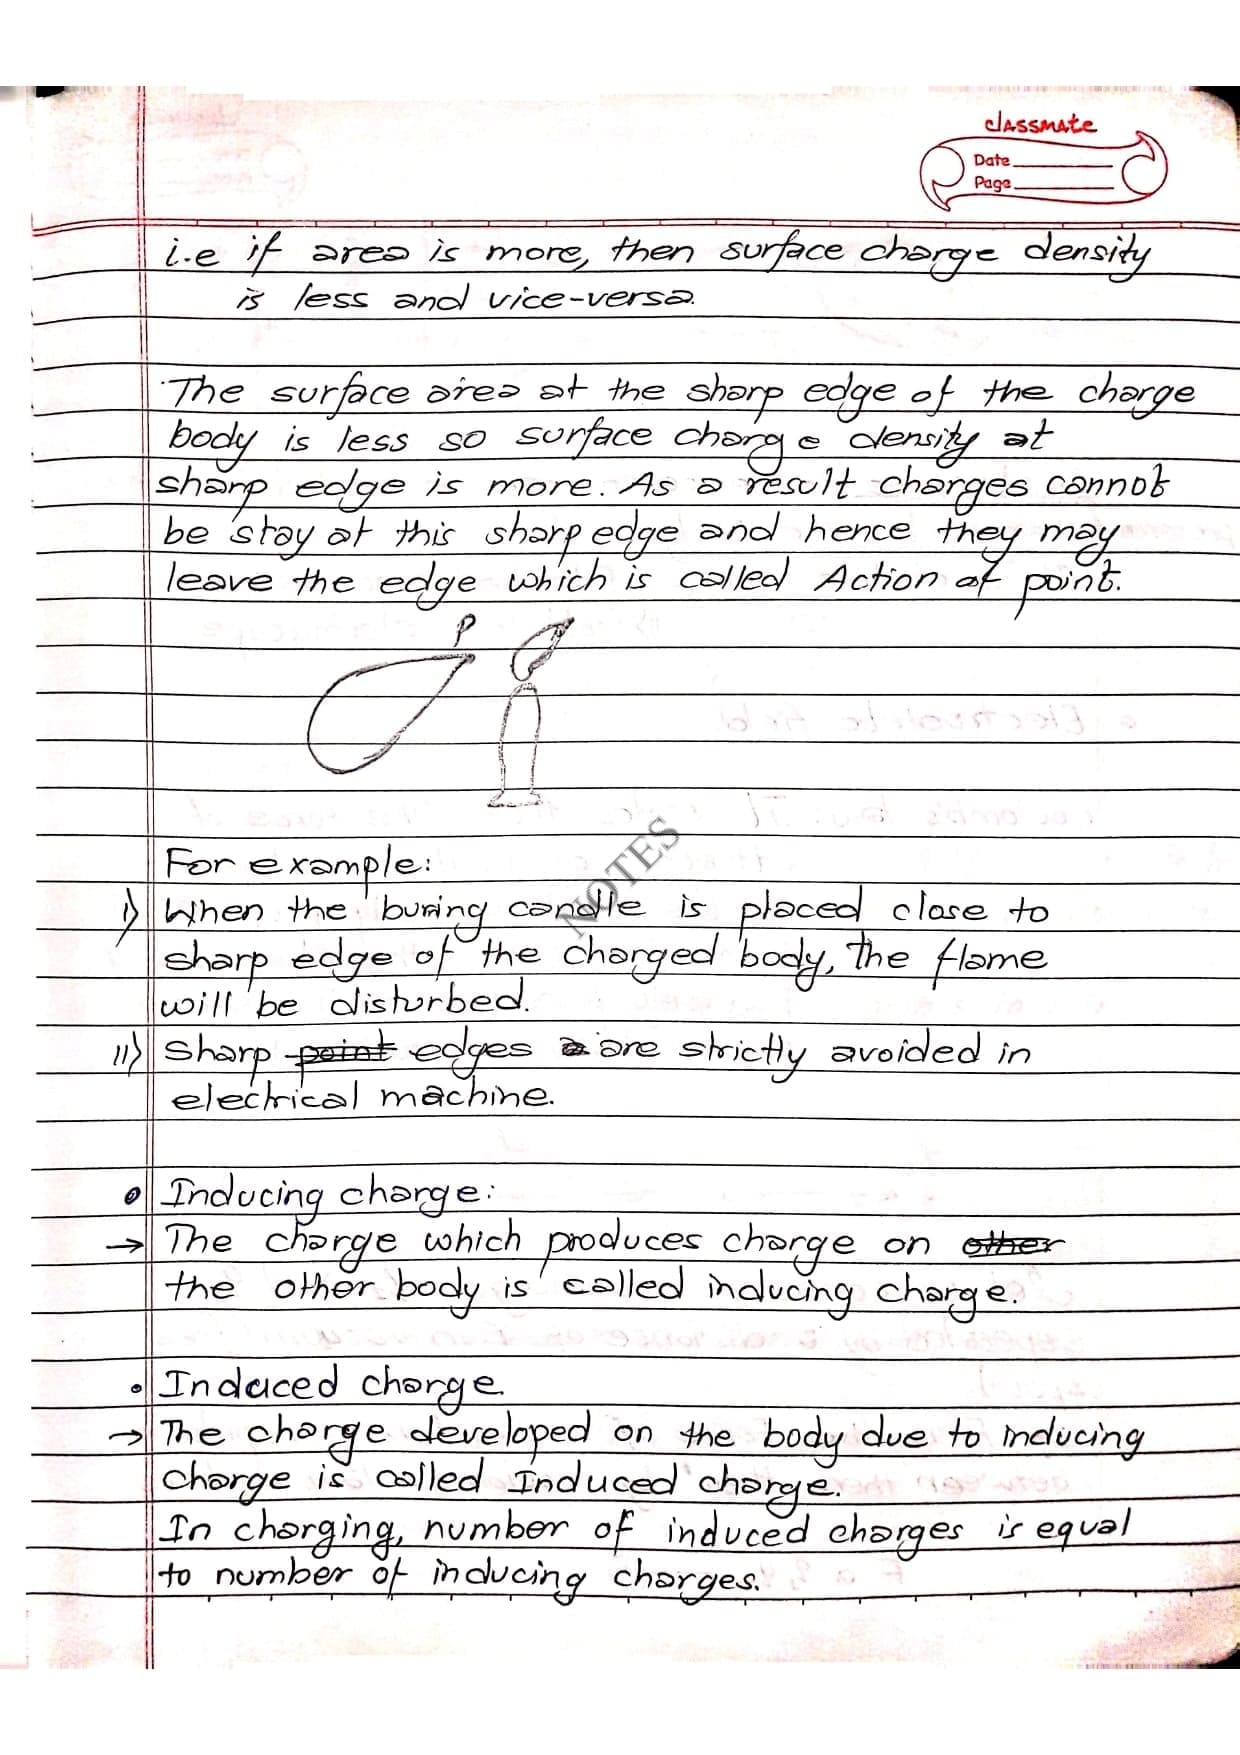 classmate
Date
Page
i.e if area is more, then surface charge density
is less and vice-versa.
The surface area at the sharp edge of the charge
body is less so surface charge density at
sharp edge is more. As a result charges cannot
be stay at this sharp edge and hence they may
leave the edge which is called Action of point.
P
NOTES
For example:
i) When the buring candle is placed close to
sharp edge of the charged body, the flame
will be disturbed.
ii) Sharp point edges a are strictly avoided in
electrical machine.
• Inducing charge:
→ The charge which produces charge on other
the other body is called inducing charge.
• Induced charge.
→ The charge developed on the body due to inducing
charge is called Induced charge.
In charging, number of induced charges is equal
to number of inducing charges.